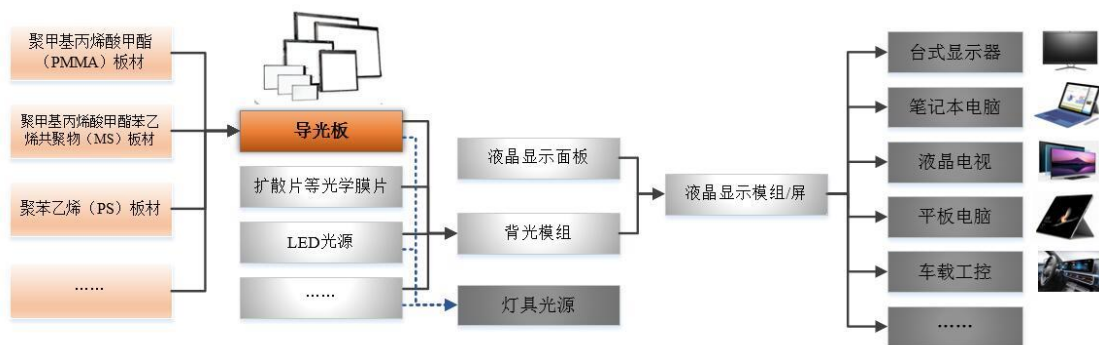 聚甲基丙烯酸甲酯
（PMMA）板材
聚甲基丙烯酸甲酯苯乙
烯共聚物（MS）板材
聚苯乙烯（PS）板材
……
导光板
扩散片等光学膜片
LED光源
……
液晶显示面板
背光模组
灯具光源
液晶显示模组/屏
台式显示器
笔记本电脑
液晶电视
平板电脑
车载工控
……